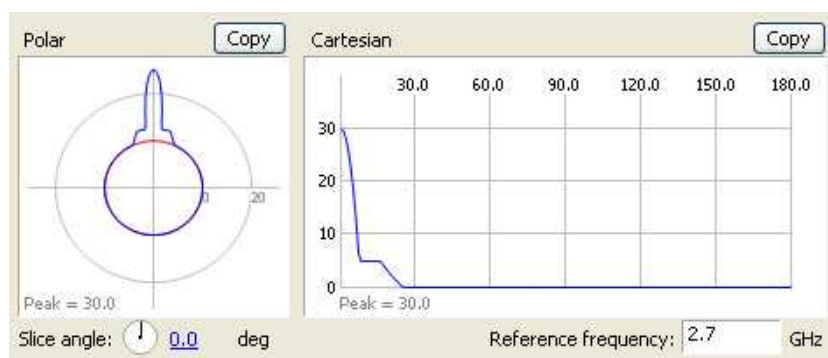 Polar Copy
0 20
Peak = 30.0
Cartesian Copy
30.0 60.0 90.0 120.0 150.0 180.0
30
20
10
0
Peak = 30.0
Slice angle: 0.0 deg Reference frequency: 2.7 GHz